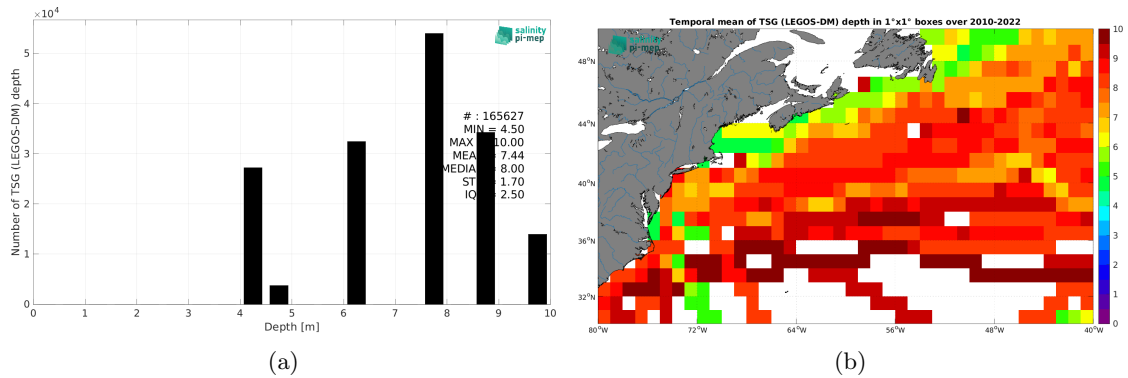 ×10⁴
salinity
pi-mep
5
4
3
2
1
0
Number of TSG (LEGOS-DM) depth
# : 165627
MIN = 4.50
MAX 10.00
MEA = 7.44
MEDIA 8.00
ST 1.70
IQ = 2.50
0 1 2 3 4 5 6 7 8 9 10
Depth [m]
(a)
Temporal mean of TSG (LEGOS-DM) depth in 1°x1° boxes over 2010-2022
salinity
pi-mep
48°N
44°N
40°N
36°N
32°N
80°W 72°W 64°W 56°W 48°W 40°W
10
9
8
7
6
5
4
3
2
1
0
(b)